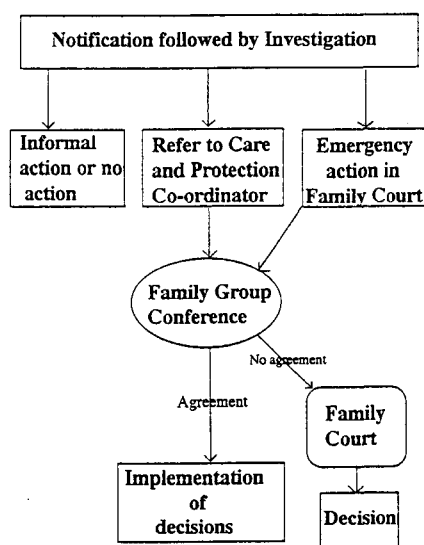 Notification followed by Investigation
Informal
action or no
action
Refer to Care
and Protection
Co-ordinator
Emergency
action in
Family Court
Family Group
Conference
No agreement
Agreement
Family
Court
Implementation
of
decisions
Decision